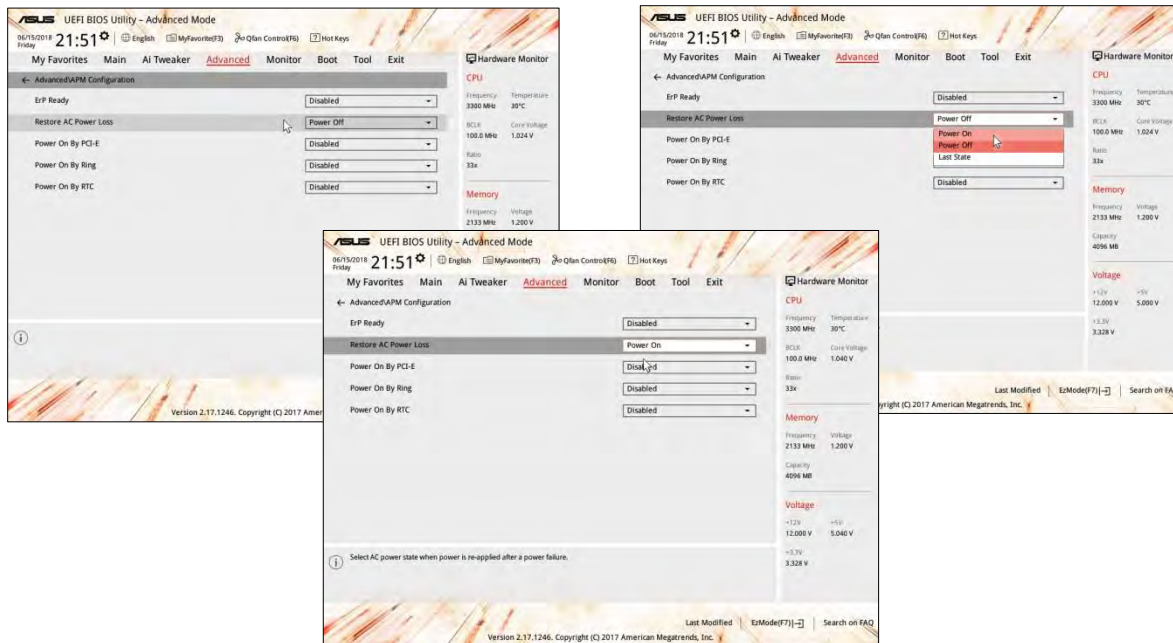 ASUS UEFI BIOS Utility – Advanced Mode
06/15/2018 Friday 21:51 English MyFavorite(F3) Qfan Control(F6) ? Hot Keys
My Favorites Main Ai Tweaker Advanced Monitor Boot Tool Exit
← Advanced\APM Configuration
ErP Ready Disabled
Restore AC Power Loss Power Off
Power On By PCI-E Disabled
Power On By Ring Disabled
Power On By RTC Disabled
Hardware Monitor
CPU
Frequency Temperature
3300 MHz 30°C
BCLK Core Voltage
100.0 MHz 1.024 V
Ratio
33x
Memory
Frequency Voltage
2133 MHz 1.200 V
Version 2.17.1246. Copyright (C) 2017 Amer
ASUS UEFI BIOS Utility – Advanced Mode
06/15/2018 Friday 21:51 English MyFavorite(F3) Qfan Control(F6) ? Hot Keys
My Favorites Main Ai Tweaker Advanced Monitor Boot Tool Exit
← Advanced\APM Configuration
ErP Ready Disabled
Restore AC Power Loss Power Off
Power On
Power Off
Last State
Power On By PCI-E
Power On By Ring
Power On By RTC Disabled
Hardware Monitor
CPU
Frequency Temperature
3300 MHz 30°C
BCLK Core Voltage
100.0 MHz 1.024 V
Ratio
33x
Memory
Frequency Voltage
2133 MHz 1.200 V
Capacity
4096 MB
Voltage
+12V +5V
12.000 V 5.000 V
+3.3V
3.328 V
Last Modified EzMode(F7) Search on FA
yright (C) 2017 American Megatrends, Inc.
ASUS UEFI BIOS Utility – Advanced Mode
06/15/2018 Friday 21:51 English MyFavorite(F3) Qfan Control(F6) ? Hot Keys
My Favorites Main Ai Tweaker Advanced Monitor Boot Tool Exit
← Advanced\APM Configuration
ErP Ready Disabled
Restore AC Power Loss Power On
Power On By PCI-E Disabled
Power On By Ring Disabled
Power On By RTC Disabled
Select AC power state when power is re-applied after a power failure.
Hardware Monitor
CPU
Frequency Temperature
3300 MHz 30°C
BCLK Core Voltage
100.0 MHz 1.040 V
Ratio
33x
Memory
Frequency Voltage
2133 MHz 1.200 V
Capacity
4096 MB
Voltage
+12V +5V
12.000 V 5.040 V
+3.3V
3.328 V
Last Modified EzMode(F7) Search on FAQ
Version 2.17.1246. Copyright (C) 2017 American Megatrends, Inc.